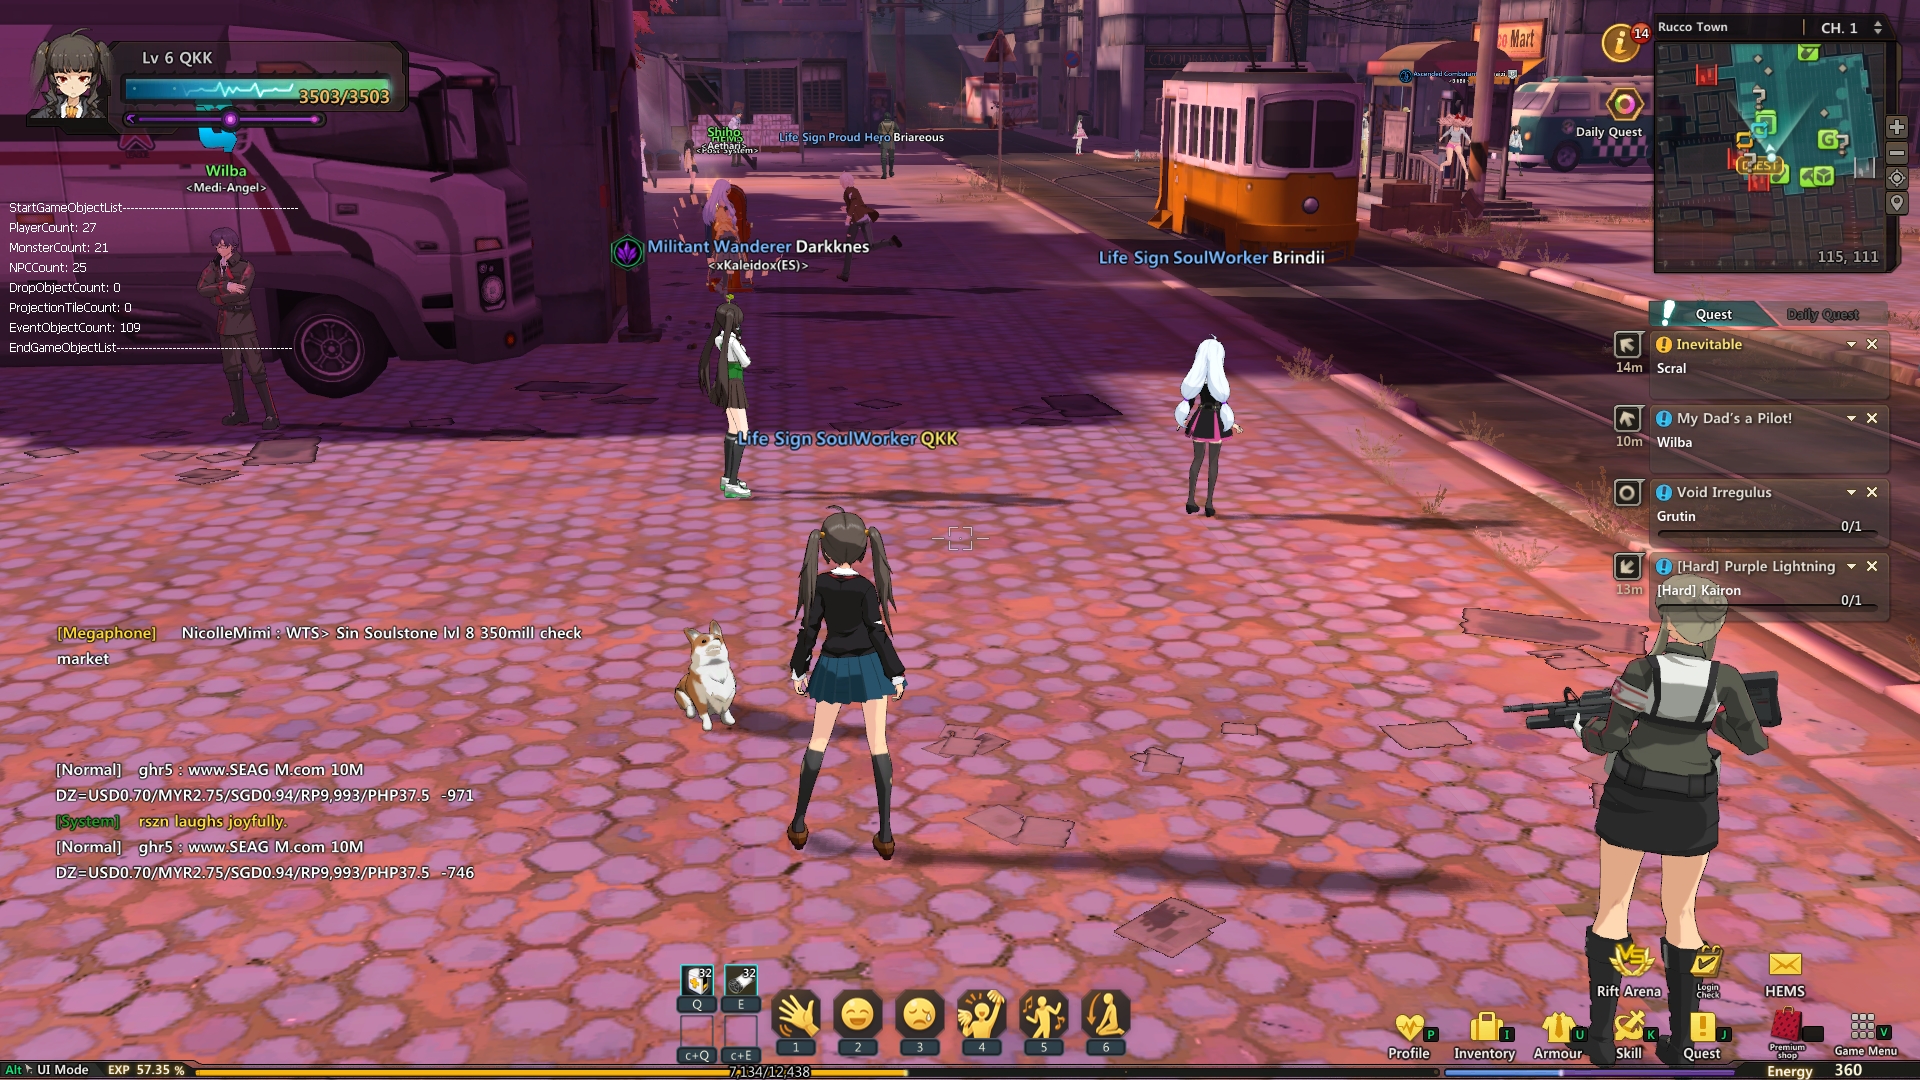 Lv 6 QKK
3503/3503
Wilba
<Medi-Angel>
StartGameObjectList
PlayerCount: 27
MonsterCount: 21
NPCCount: 25
DropObjectCount: 0
ProjectionTileCount: 0
EventObjectCount: 109
EndGameObjectList
Shiho
<Aethari>
Life Sign Proud Hero Briareous
Militant Wanderer Darkknes
<xKaleidox(ES)>
Life Sign SoulWorker Brindii
Life Sign SoulWorker QKK
Ascended Combatant
Mart
14
Daily Quest
Rucco Town
CH. 1
QUEST
115, 111
Quest
Daily Quest
Inevitable
Scral
14m
My Dad's a Pilot!
Wilba
10m
Void Irregulus
Grutin
0/1
[Hard] Purple Lightning
[Hard] Kairon
13m
0/1
[Megaphone] NicolleMimi : WTS> Sin Soulstone lvl 8 350mill check
market
[Normal] ghr5 : www.SEAG M.com 10M
DZ=USD0.70/MYR2.75/SGD0.94/RP9,993/PHP37.5 -971
[System] rszn laughs joyfully.
[Normal] ghr5 : www.SEAG M.com 10M
DZ=USD0.70/MYR2.75/SGD0.94/RP9,993/PHP37.5 -746
32
32
Q
E
c+Q
c+E
1
2
3
4
5
6
VS
Rift Arena
Login
Check
HEMS
Profile
P
Inventory
I
Armour
U
Skill
K
Quest
J
Premium
shop
Game Menu
V
Alt UI Mode
EXP 57.35 %
7,134/12,438
Energy 360